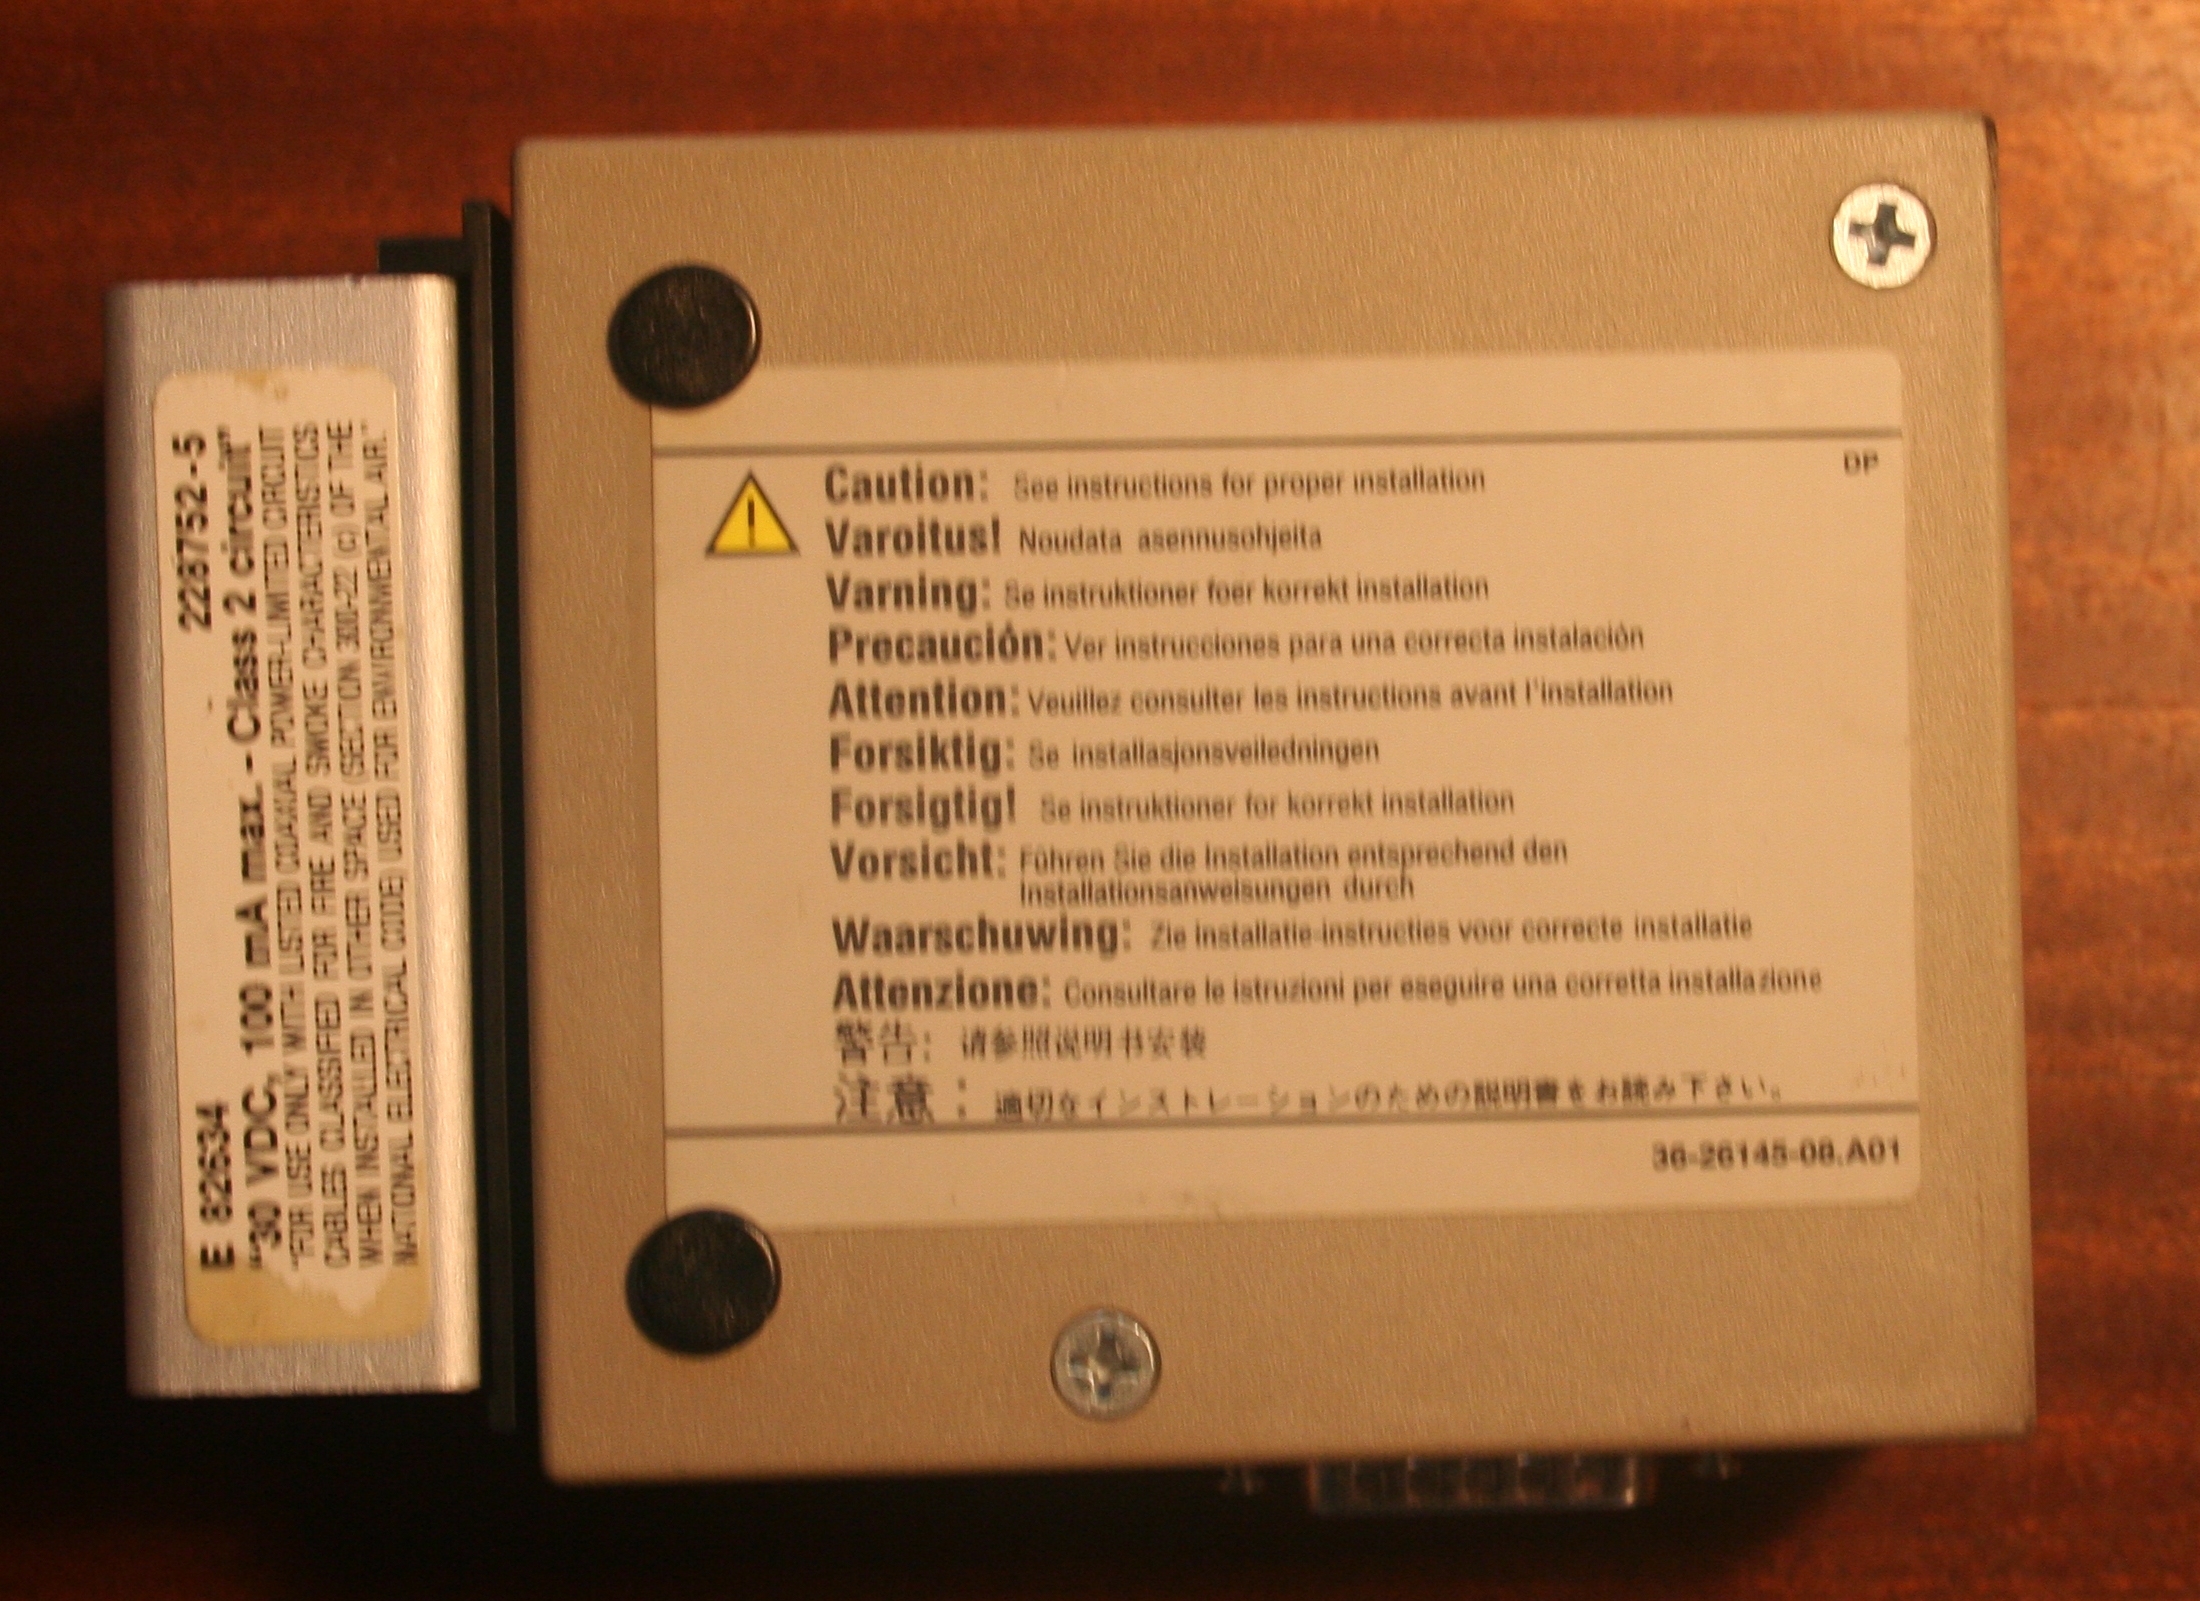 E 82634 2287752-5
"30 VDC, 100 mA max. - Class 2 circuit"
"FOR USE ONLY WITH LISTED COAXIAL POWER-LIMITED CIRCUIT
CABLES CLASSIFIED FOR FIRE AND SMOKE CHARACTERISTICS
WHEN INSTALLED IN OTHER SPACE (SECTION 300-22 (c) OF THE
NATIONAL ELECTRICAL CODE) USED FOR ENVIRONMENTAL AIR."
DP
Caution: See instructions for proper installation
Varoitus! Noudata asennusohjeita
Varning: Se instruktioner foer korrekt installation
Precaución: Ver instrucciones para una correcta instalación
Attention: Veuillez consulter les instructions avant l'installation
Forsiktig: Se installasjonsveiledningen
Forsigtig! Se instruktioner for korrekt installation
Vorsicht: Führen Sie die Installation entsprechend den
Installationsanweisungen durch
Waarschuwing: Zie installatie-instructies voor correcte installatie
Attenzione: Consultare le istruzioni per eseguire una corretta installazione
警告: 请参照说明书安装
注意: 適切なインストレーションのための説明書をお読み下さい。
36-26145-08.A01